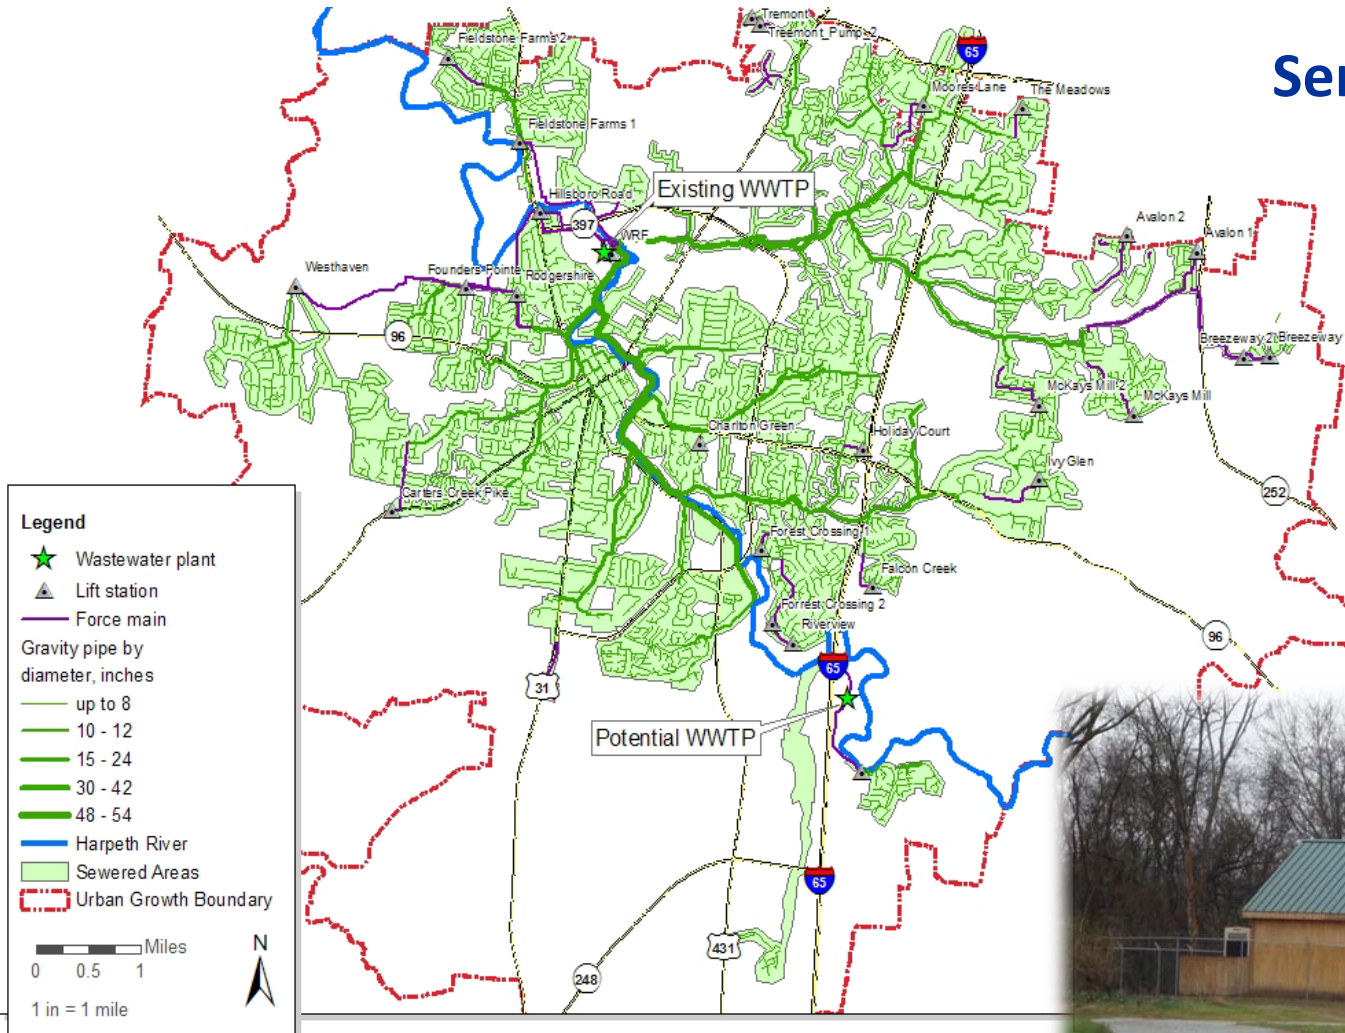 Ser
Tremont
Treemont_Pump_2
Fieldstone Farms 2
65
Moores Lane
The Meadows
Fieldstone Farms 1
Existing WWTP
Hillsboro Road
397
WRF
Avalon 2
Avalon 1
Westhaven
Founders Pointe
Rodgershire
96
Breezeway 2
Breezeway
McKays Mill 2
McKays Mill
Charlton Green
Holiday Court
Ivy Glen
252
Carters Creek Pike
Forest Crossing 1
Falcon Creek
Forrest Crossing 2
Riverview
96
65
31
Potential WWTP
65
431
248
Legend
Wastewater plant
Lift station
Force main
Gravity pipe by
diameter, inches
up to 8
10 - 12
15 - 24
30 - 42
48 - 54
Harpeth River
Sewered Areas
Urban Growth Boundary
Miles
0 0.5 1
N
1 in = 1 mile